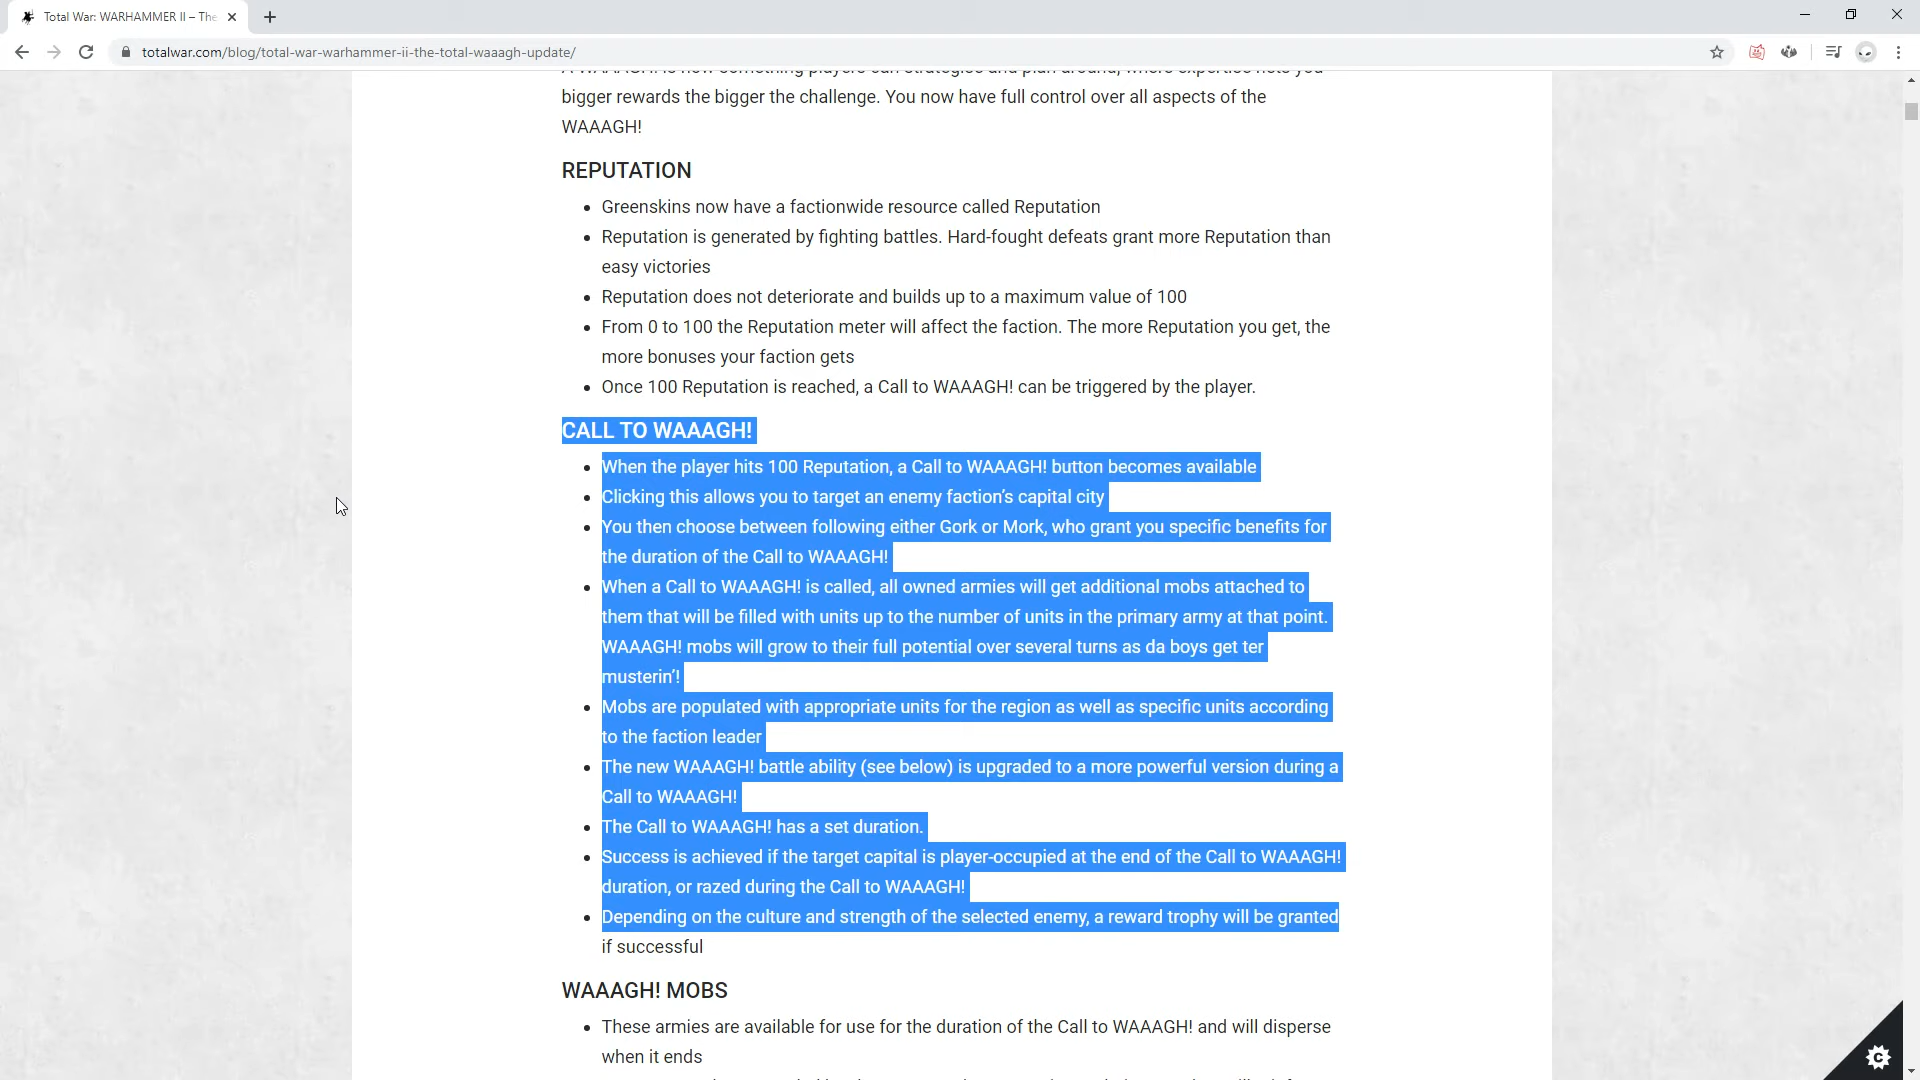 Total War: WARHAMMER II – The
totalwar.com/blog/total-war-warhammer-ii-the-total-waaagh-update/
bigger rewards the bigger the challenge. You now have full control over all aspects of the
WAAAGH!
REPUTATION
Greenskins now have a factionwide resource called Reputation
Reputation is generated by fighting battles. Hard-fought defeats grant more Reputation than
easy victories
Reputation does not deteriorate and builds up to a maximum value of 100
From 0 to 100 the Reputation meter will affect the faction. The more Reputation you get, the
more bonuses your faction gets
Once 100 Reputation is reached, a Call to WAAAGH! can be triggered by the player.
CALL TO WAAAGH!
When the player hits 100 Reputation, a Call to WAAAGH! button becomes available
Clicking this allows you to target an enemy faction’s capital city
You then choose between following either Gork or Mork, who grant you specific benefits for
the duration of the Call to WAAAGH!
When a Call to WAAAGH! is called, all owned armies will get additional mobs attached to
them that will be filled with units up to the number of units in the primary army at that point.
WAAAGH! mobs will grow to their full potential over several turns as da boys get ter
musterin’!
Mobs are populated with appropriate units for the region as well as specific units according
to the faction leader
The new WAAAGH! battle ability (see below) is upgraded to a more powerful version during a
Call to WAAAGH!
The Call to WAAAGH! has a set duration.
Success is achieved if the target capital is player-occupied at the end of the Call to WAAAGH!
duration, or razed during the Call to WAAAGH!
Depending on the culture and strength of the selected enemy, a reward trophy will be granted
if successful
WAAAGH! MOBS
These armies are available for use for the duration of the Call to WAAAGH! and will disperse
when it ends